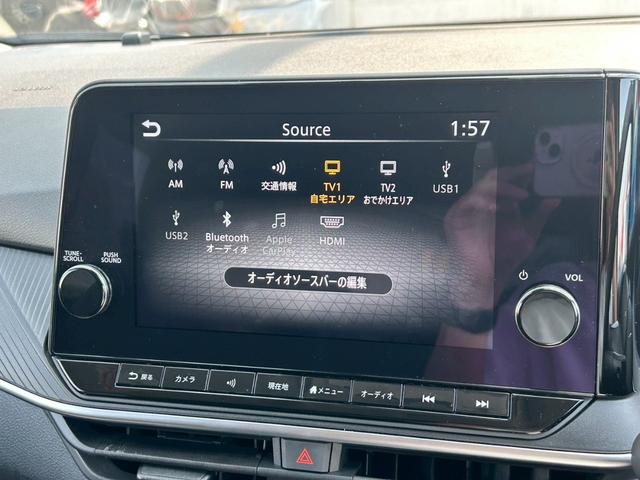 Source 1:57
AM FM 交通情報 TV1 TV2 USB1
自宅エリア おでかけエリア
USB2 Bluetooth Apple HDMI
オーディオ CarPlay
オーディオソースバーの編集
TUNE- PUSH
SCROLL SOUND
VOL
戻る カメラ 現在地 メニュー オーディオ